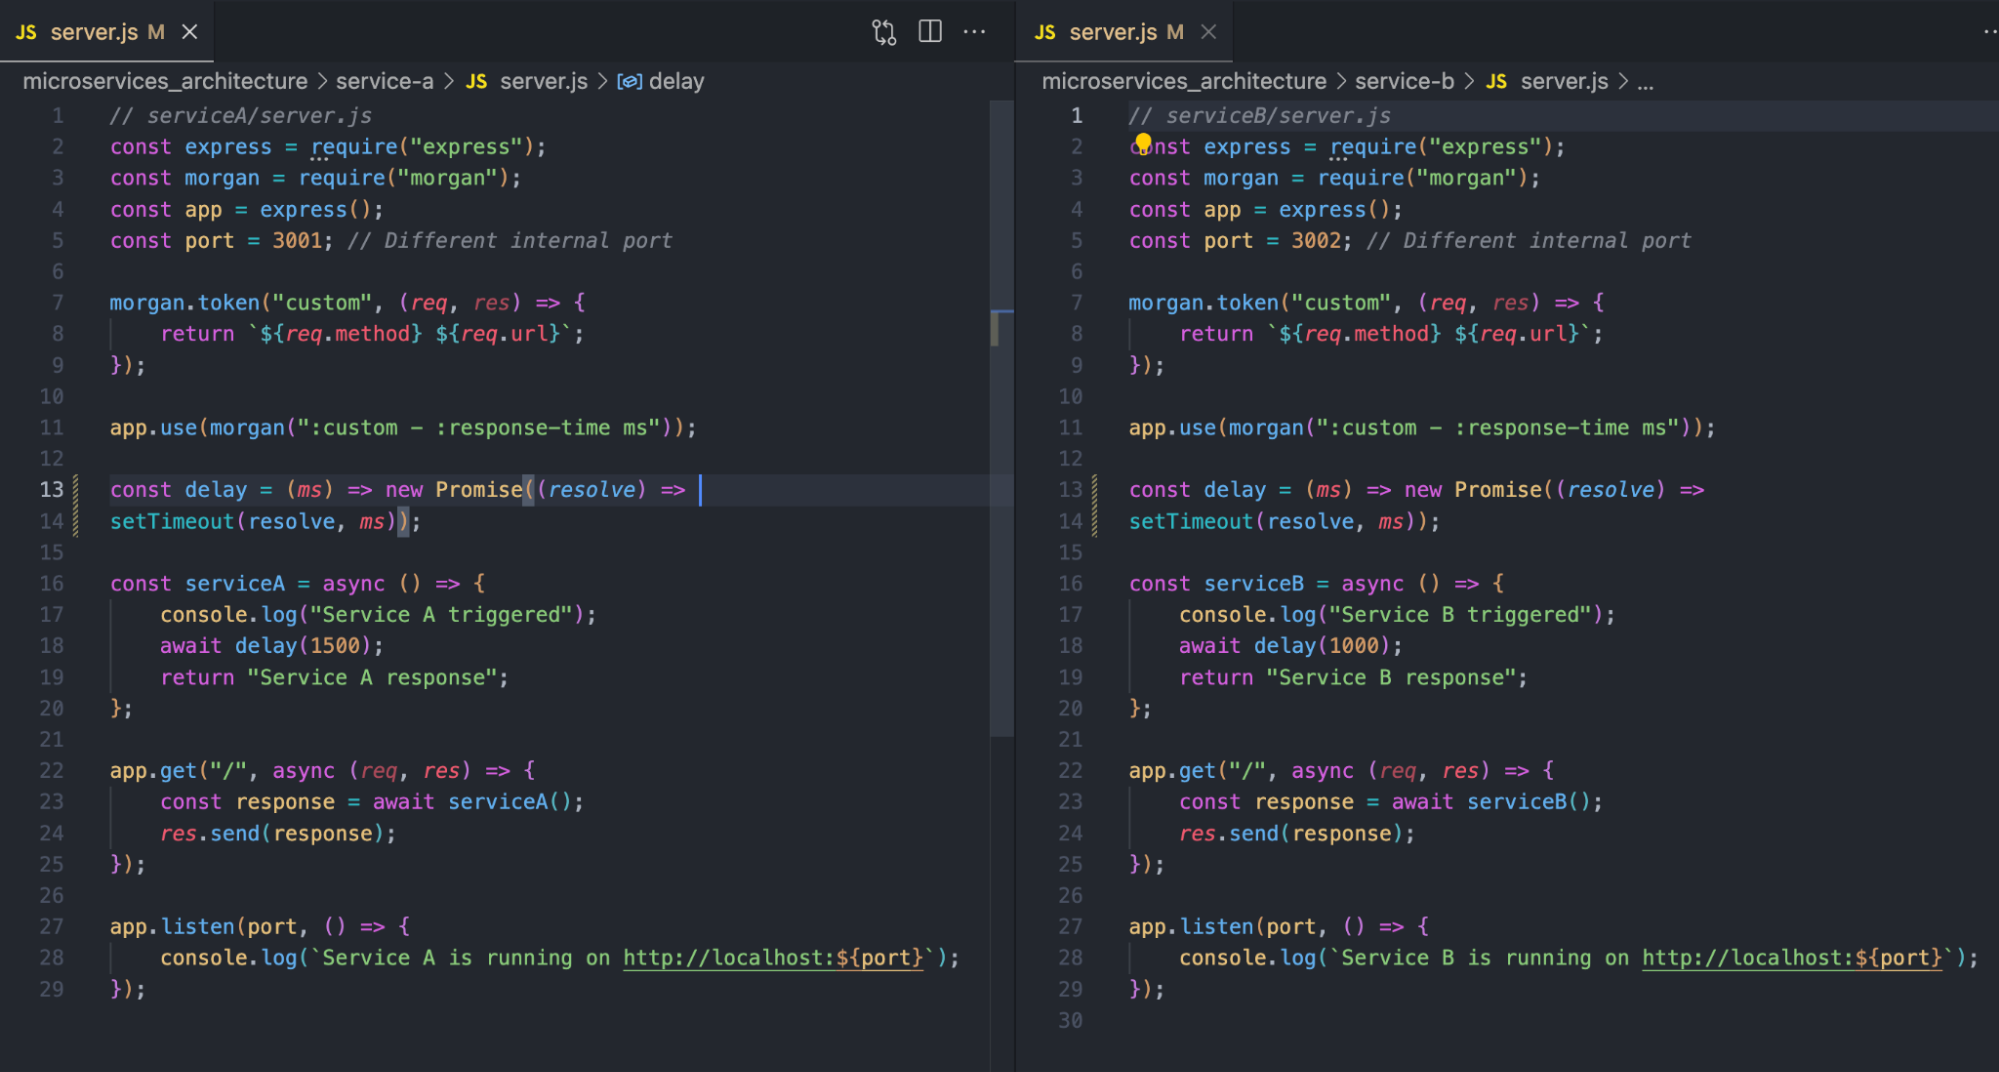 JS server.js M
microservices_architecture > service-a > JS server.js > delay
1 // serviceA/server.js
2 const express = require("express");
3 const morgan = require("morgan");
4 const app = express();
5 const port = 3001; // Different internal port
6
7 morgan.token("custom", (req, res) => {
8     return `${req.method} ${req.url}`;
9 });
10
11 app.use(morgan(":custom - :response-time ms"));
12
13 const delay = (ms) => new Promise((resolve) =>
14 setTimeout(resolve, ms));
15
16 const serviceA = async () => {
17     console.log("Service A triggered");
18     await delay(1500);
19     return "Service A response";
20 };
21
22 app.get("/", async (req, res) => {
23     const response = await serviceA();
24     res.send(response);
25 });
26
27 app.listen(port, () => {
28     console.log(`Service A is running on http://localhost:${port}`);
29 });
JS server.js M
microservices_architecture > service-b > JS server.js > ...
1 // serviceB/server.js
2 const express = require("express");
3 const morgan = require("morgan");
4 const app = express();
5 const port = 3002; // Different internal port
6
7 morgan.token("custom", (req, res) => {
8     return `${req.method} ${req.url}`;
9 });
10
11 app.use(morgan(":custom - :response-time ms"));
12
13 const delay = (ms) => new Promise((resolve) =>
14 setTimeout(resolve, ms));
15
16 const serviceB = async () => {
17     console.log("Service B triggered");
18     await delay(1000);
19     return "Service B response";
20 };
21
22 app.get("/", async (req, res) => {
23     const response = await serviceB();
24     res.send(response);
25 });
26
27 app.listen(port, () => {
28     console.log(`Service B is running on http://localhost:${port}`);
29 });
30